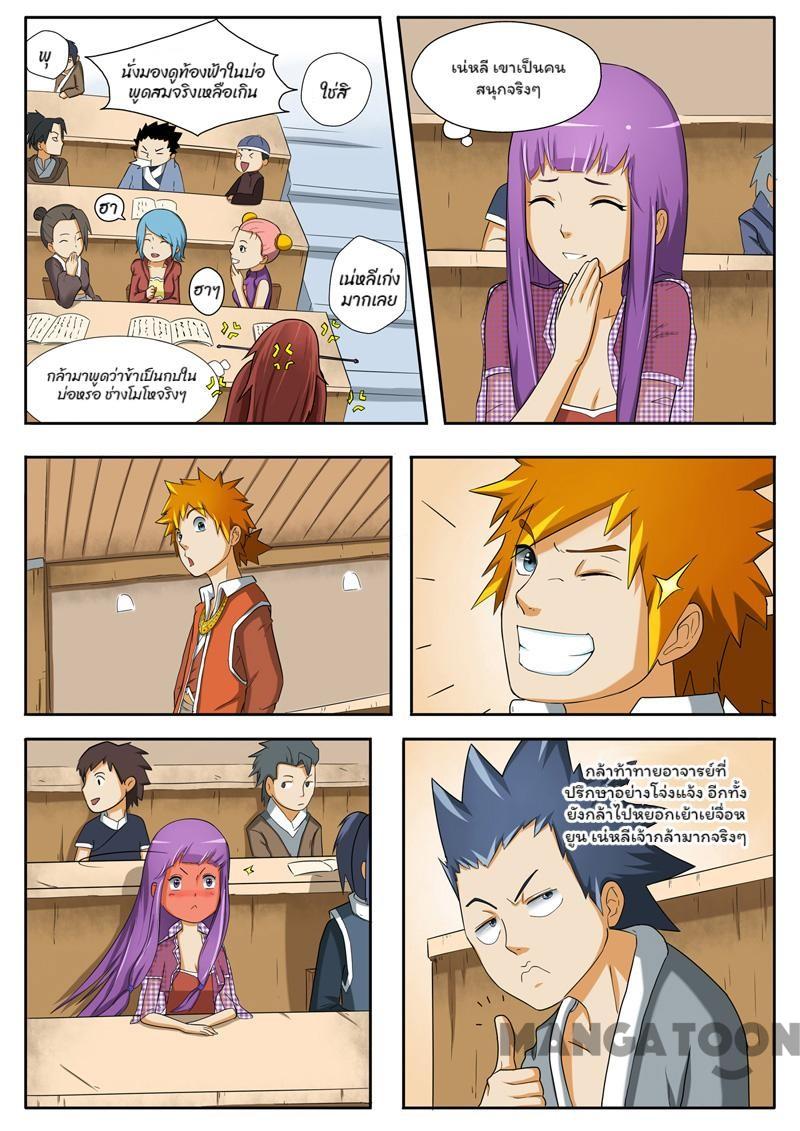 พุ
นั่งมองดูท้องฟ้าในบ่อ
พูดสมจริงเหลือเกิน
ใช่สิ
ฮา
ฮาๆ
เน่หลีเก่ง
มากเลย
กล้ามาพูดว่าข้าเป็นกบใน
บ่อหรอ ช่างโมโหจริงๆ
เน่หลี เขาเป็นคน
สนุกจริงๆ
กล้าท้าทายอาจารย์ที่
ปรึกษาอย่างโจ่งแจ้ง อีกทั้ง
ยังกล้าไปหยอกเย้าเย่จื่อห
ยูน เน่หลีเจ้ากล้ามากจริงๆ
MANGATOON